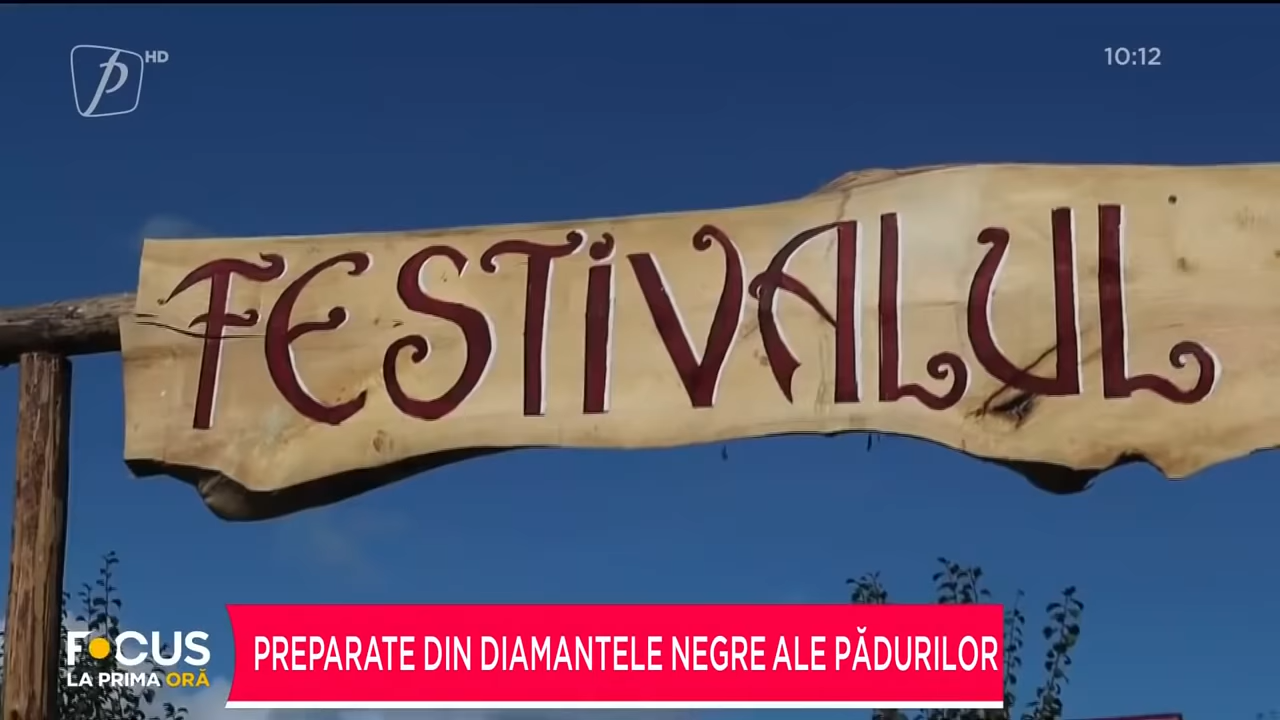 P HD
10:12
FESTIVALUL
FOCUS
LA PRIMA ORĂ
PREPARATE DIN DIAMANTELE NEGRE ALE PĂDURILOR